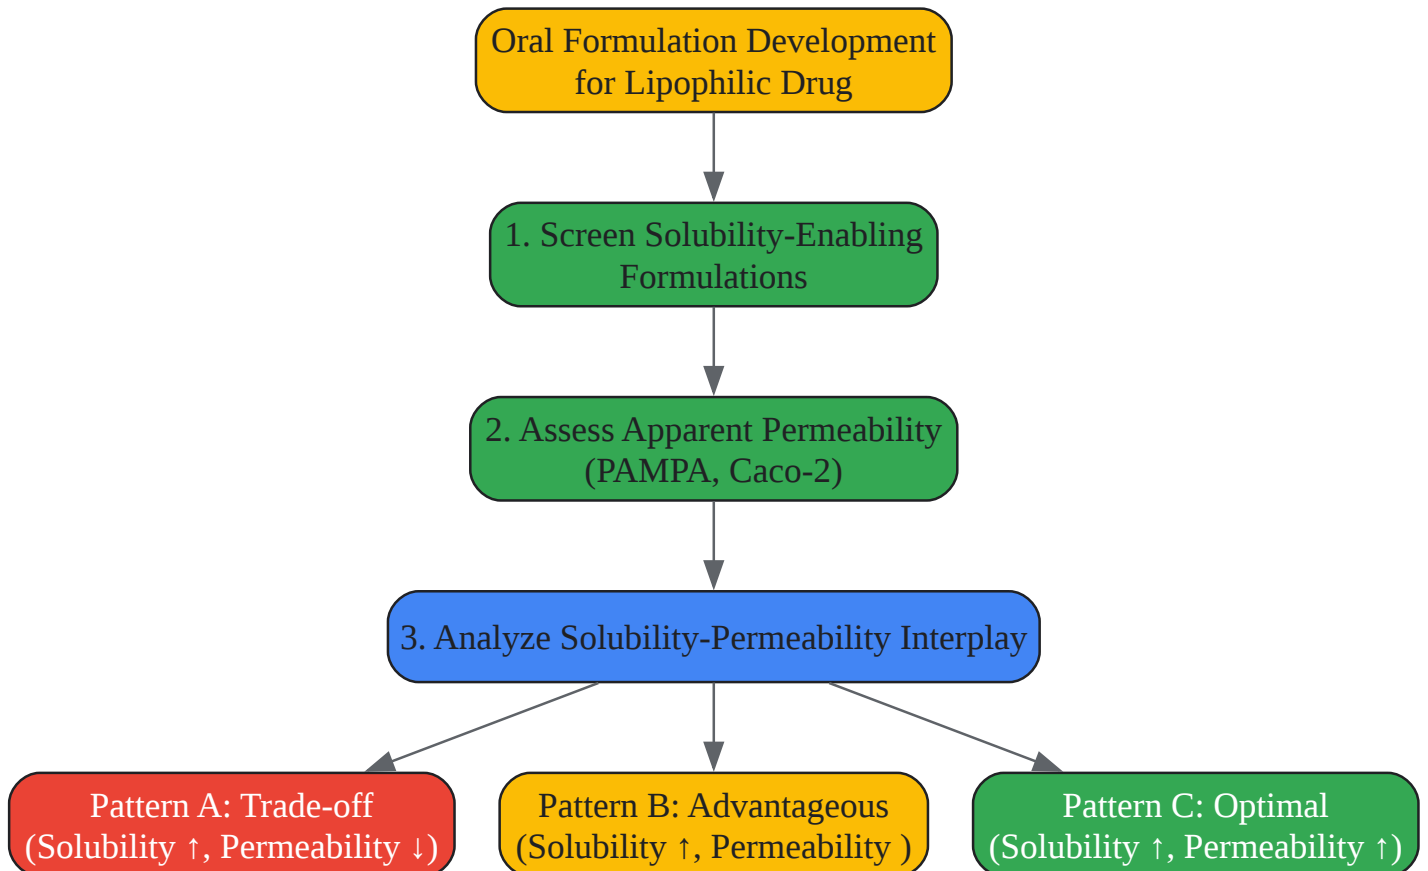 Oral Formulation Development
for Lipophilic Drug
1. Screen Solubility-Enabling
Formulations
2. Assess Apparent Permeability
(PAMPA, Caco-2)
3. Analyze Solubility-Permeability Interplay
Pattern A: Trade-off
(Solubility ↑, Permeability ↓)
Pattern B: Advantageous
(Solubility ↑, Permeability )
Pattern C: Optimal
(Solubility ↑, Permeability ↑)